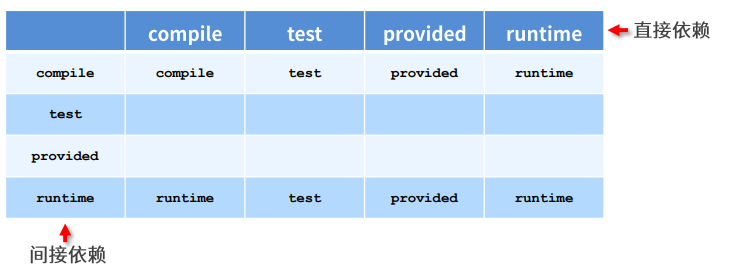 compile test provided runtime 直接依赖
compile compile test provided runtime
test
provided
runtime runtime test provided runtime
间接依赖